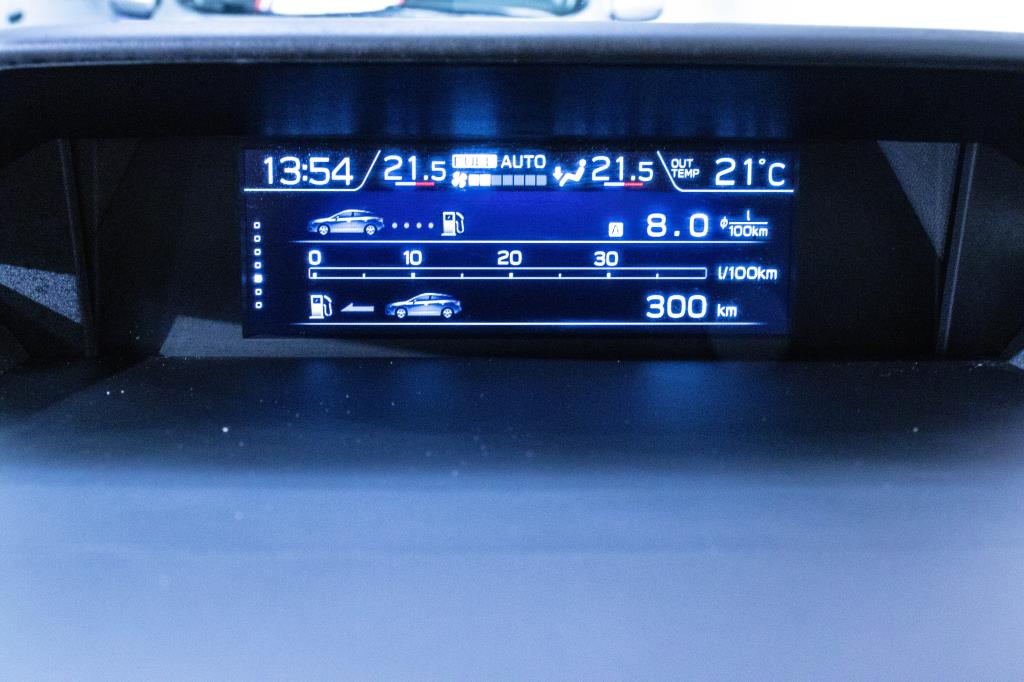 13:54 21.5 FULL AUTO 21.5 OUT TEMP 21°C
A 8.0 ø l/100km
0 10 20 30 l/100km
300 km